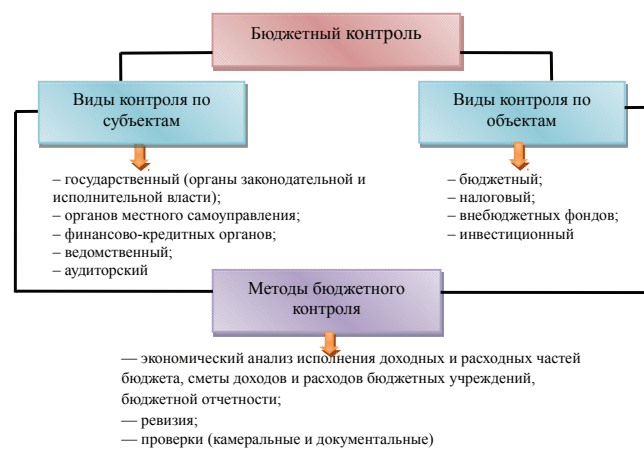 Бюджетный контроль
Виды контроля по
субъектам
– государственный (органы законодательной и
исполнительной власти);
– органов местного самоуправления;
– финансово-кредитных органов;
– ведомственный;
– аудиторский
Виды контроля по
объектам
– бюджетный;
– налоговый;
– внебюджетных фондов;
– инвестиционный
Методы бюджетного
контроля
— экономический анализ исполнения доходных и расходных частей
бюджета, сметы доходов и расходов бюджетных учреждений,
бюджетной отчетности;
— ревизия;
— проверки (камеральные и документальные)